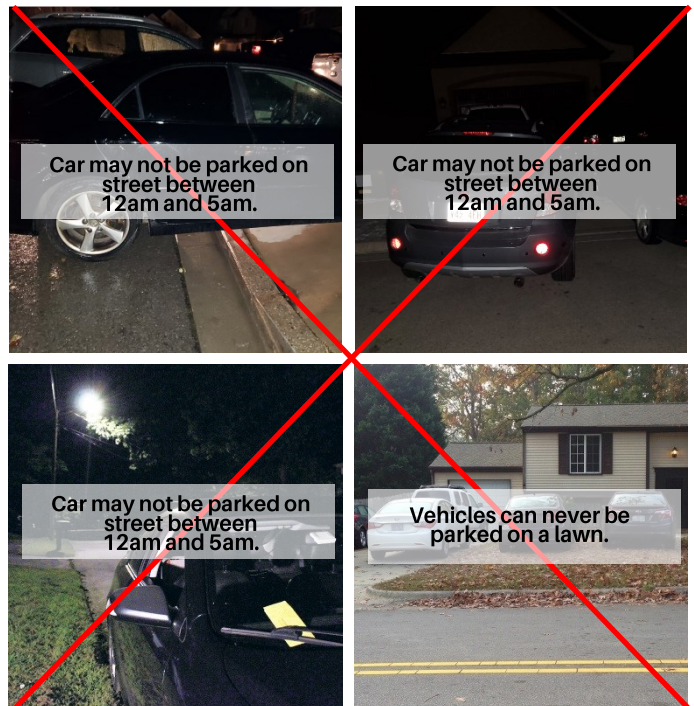 Car may not be parked on
street between
12am and 5am.
Car may not be parked on
street between
12am and 5am.
Car may not be parked on
street between
12am and 5am.
Vehicles can never be
parked on a lawn.